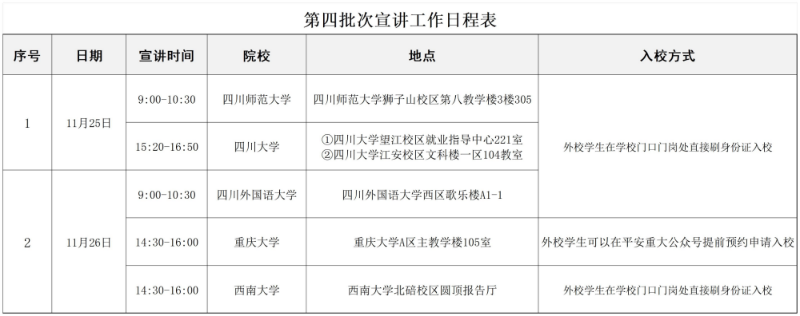 第四批次宣讲工作日程表
序号 日期 宣讲时间 院校 地点 入校方式
1 11月25日 9:00-10:30 四川师范大学 四川师范大学狮子山校区第八教学楼3楼305 外校学生在学校门口门岗处直接刷身份证入校
15:20-16:50 四川大学 ①四川大学望江校区就业指导中心221室
②四川大学江安校区文科楼一区104教室
2 11月26日 9:00-10:30 四川外国语大学 四川外国语大学西区歌乐楼A1-1
14:30-16:00 重庆大学 重庆大学A区主教学楼105室 外校学生可以在平安重大公众号提前预约申请入校
14:30-16:00 西南大学 西南大学北碚校区圆顶报告厅 外校学生在学校门口门岗处直接刷身份证入校